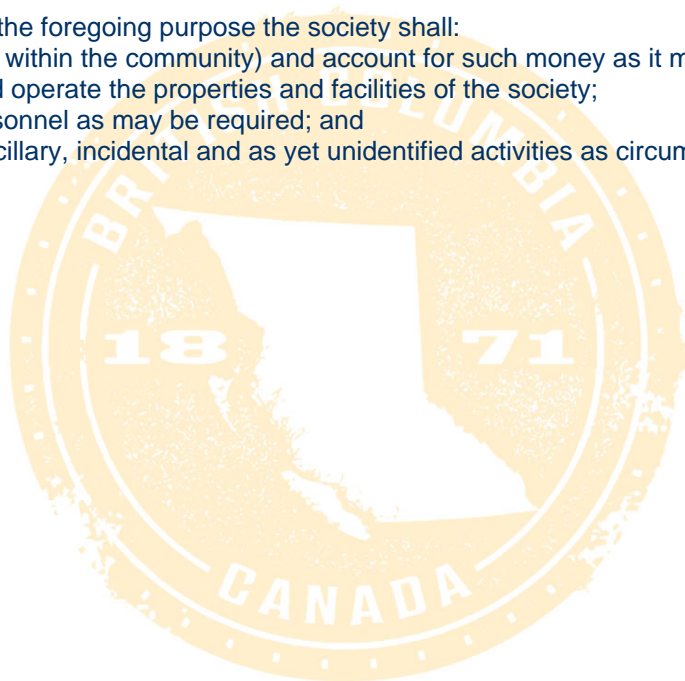 the foregoing purpose the society shall:
within the community) and account for such money as it m
operate the properties and facilities of the society;
sonnel as may be required; and
cillary, incidental and as yet unidentified activities as circum
BRITISH COLUMBIA
18 71
CANADA